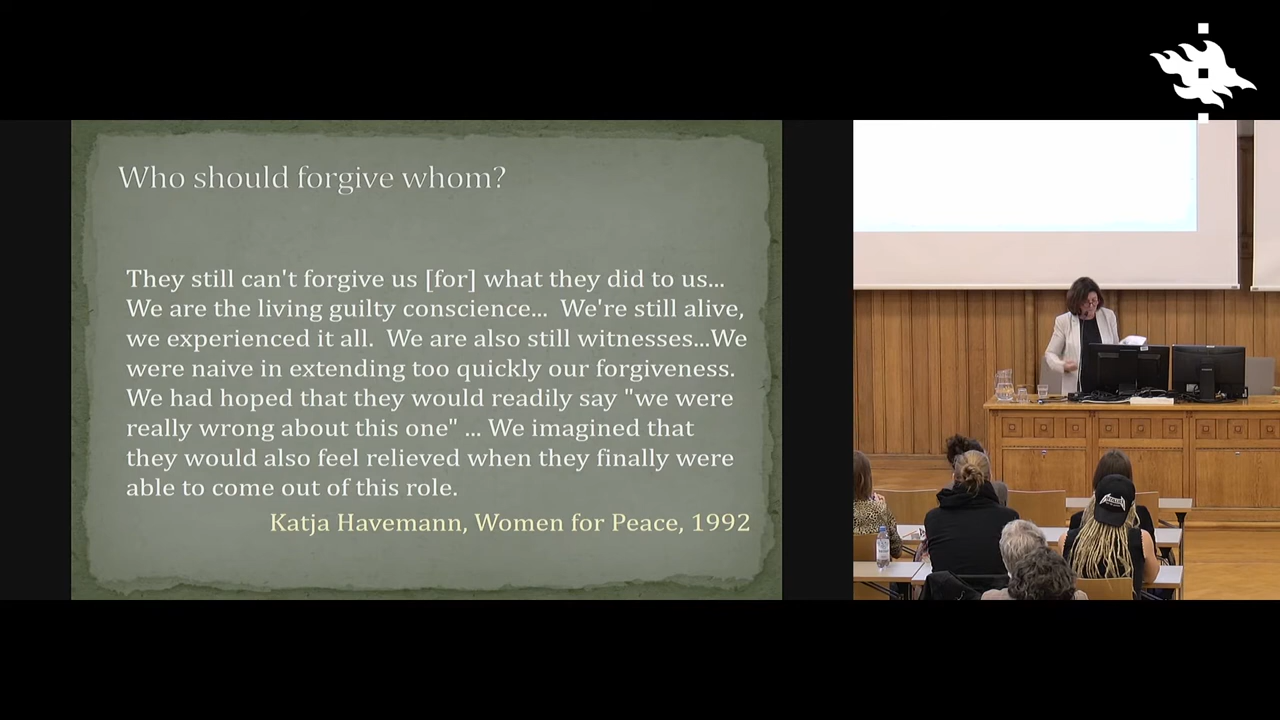 Who should forgive whom?
They still can't forgive us [for] what they did to us...
We are the living guilty conscience...  We're still alive,
we experienced it all.  We are also still witnesses...We
were naive in extending too quickly our forgiveness.
We had hoped that they would readily say "we were
really wrong about this one" ... We imagined that
they would also feel relieved when they finally were
able to come out of this role.
Katja Havemann, Women for Peace, 1992
METALLICA